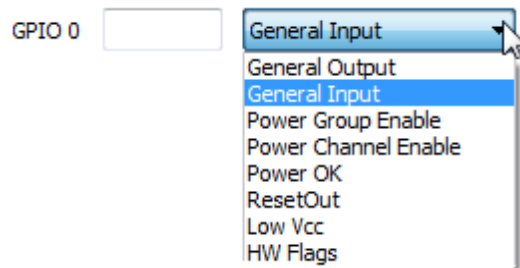 GPIO 0 General Input
General Output
General Input
Power Group Enable
Power Channel Enable
Power OK
ResetOut
Low Vcc
HW Flags